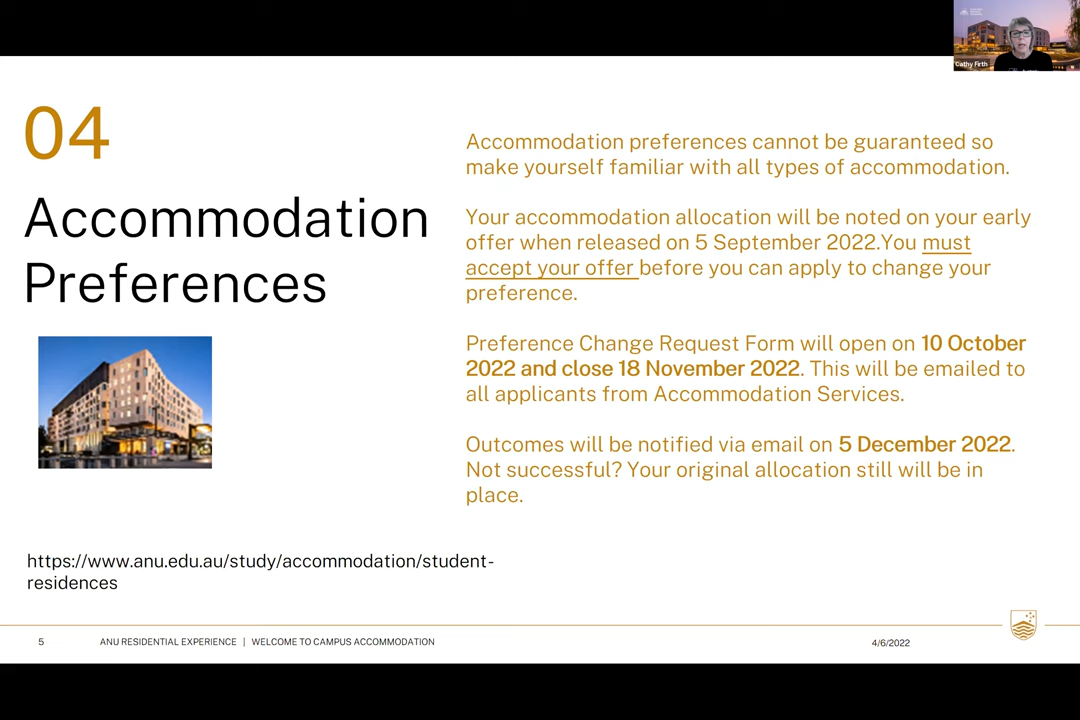 Cathy Firth
04
Accommodation
Preferences
Accommodation preferences cannot be guaranteed so
make yourself familiar with all types of accommodation.
Your accommodation allocation will be noted on your early
offer when released on 5 September 2022.You must
accept your offer before you can apply to change your
preference.
Preference Change Request Form will open on 10 October
2022 and close 18 November 2022. This will be emailed to
all applicants from Accommodation Services.
Outcomes will be notified via email on 5 December 2022.
Not successful? Your original allocation still will be in
place.
https://www.anu.edu.au/study/accommodation/student-
residences
5 ANU RESIDENTIAL EXPERIENCE | WELCOME TO CAMPUS ACCOMMODATION 4/6/2022